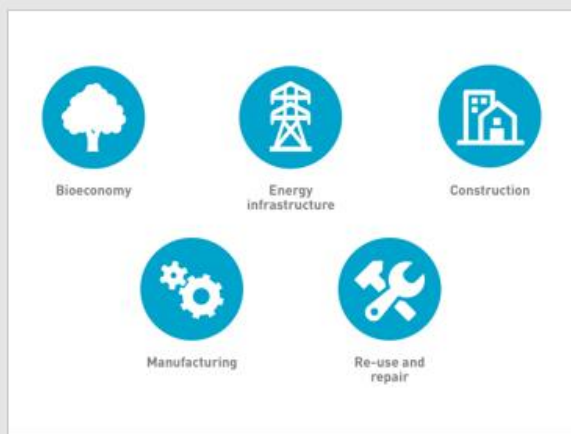 Bioeconomy
Energy
infrastructure
Construction
Manufacturing
Re-use and
repair